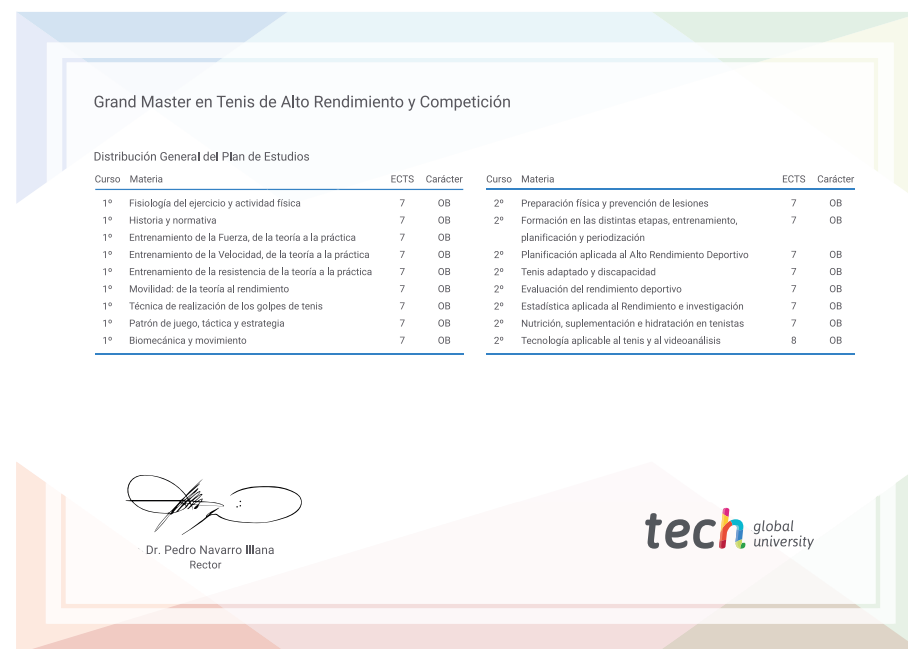 Grand Master en Tenis de Alto Rendimiento y Competición
Distribución General del Plan de Estudios
Curso Materia ECTS Carácter
1º Fisiología del ejercicio y actividad física 7 OB
1º Historia y normativa 7 OB
1º Entrenamiento de la Fuerza, de la teoría a la práctica 7 OB
1º Entrenamiento de la Velocidad, de la teoría a la práctica 7 OB
1º Entrenamiento de la resistencia de la teoría a la práctica 7 OB
1º Movilidad: de la teoría al rendimiento 7 OB
1º Técnica de realización de los golpes de tenis 7 OB
1º Patrón de juego, táctica y estrategia 7 OB
1º Biomecánica y movimiento 7 OB
Curso Materia ECTS Carácter
2º Preparación física y prevención de lesiones 7 OB
2º Formación en las distintas etapas, entrenamiento, 7 OB
planificación y periodización
2º Planificación aplicada al Alto Rendimiento Deportivo 7 OB
2º Tenis adaptado y discapacidad 7 OB
2º Evaluación del rendimiento deportivo 7 OB
2º Estadística aplicada al Rendimiento e investigación 7 OB
2º Nutrición, suplementación e hidratación en tenistas 7 OB
2º Tecnología aplicable al tenis y al videoanálisis 8 OB
Dr. Pedro Navarro Illana
Rector
tech global
university